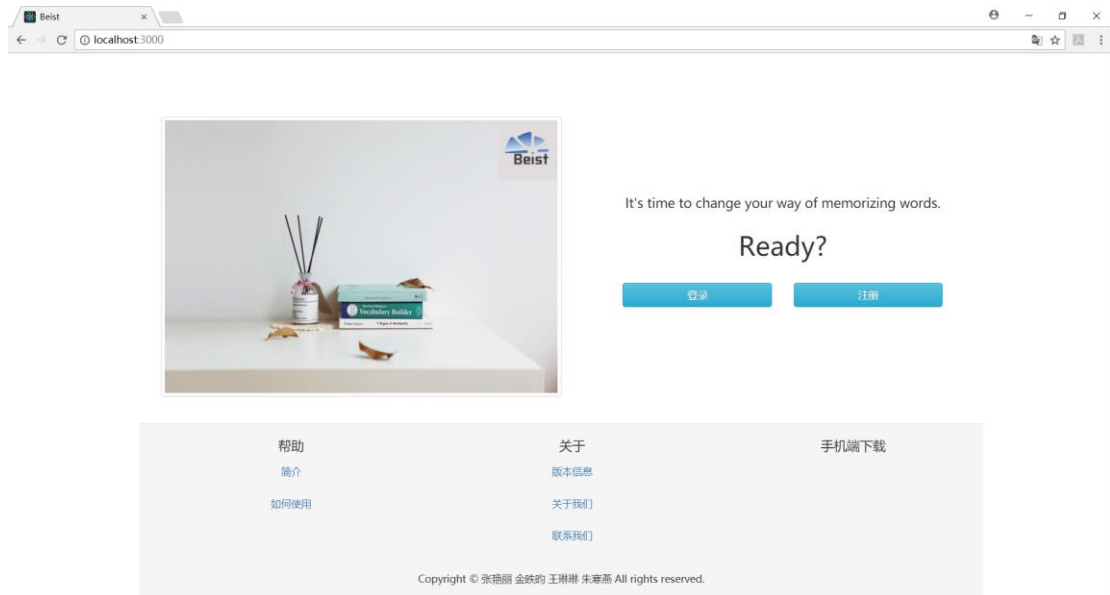 Beist
localhost:3000
Beist
Vocabulary Builder
It's time to change your way of memorizing words.
Ready?
登录 注册
帮助 关于 手机端下载
简介 版本信息
如何使用 关于我们
联系我们
Copyright © 张艳丽 金昳昀 王琳琳 朱寒燕 All rights reserved.